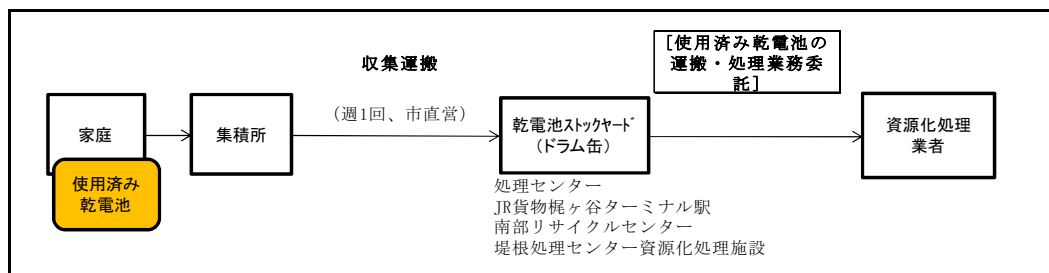 [使用済み乾電池の
運搬・処理業務委
託]
収集運搬
(週1回、市直営)
家庭
集積所
乾電池ｽﾄｯｸﾔｰﾄﾞ
(ドラム缶)
資源化処理
業者
使用済み
乾電池
処理センター
JR貨物梶ヶ谷ターミナル駅
南部リサイクルセンター
堤根処理センター資源化処理施設